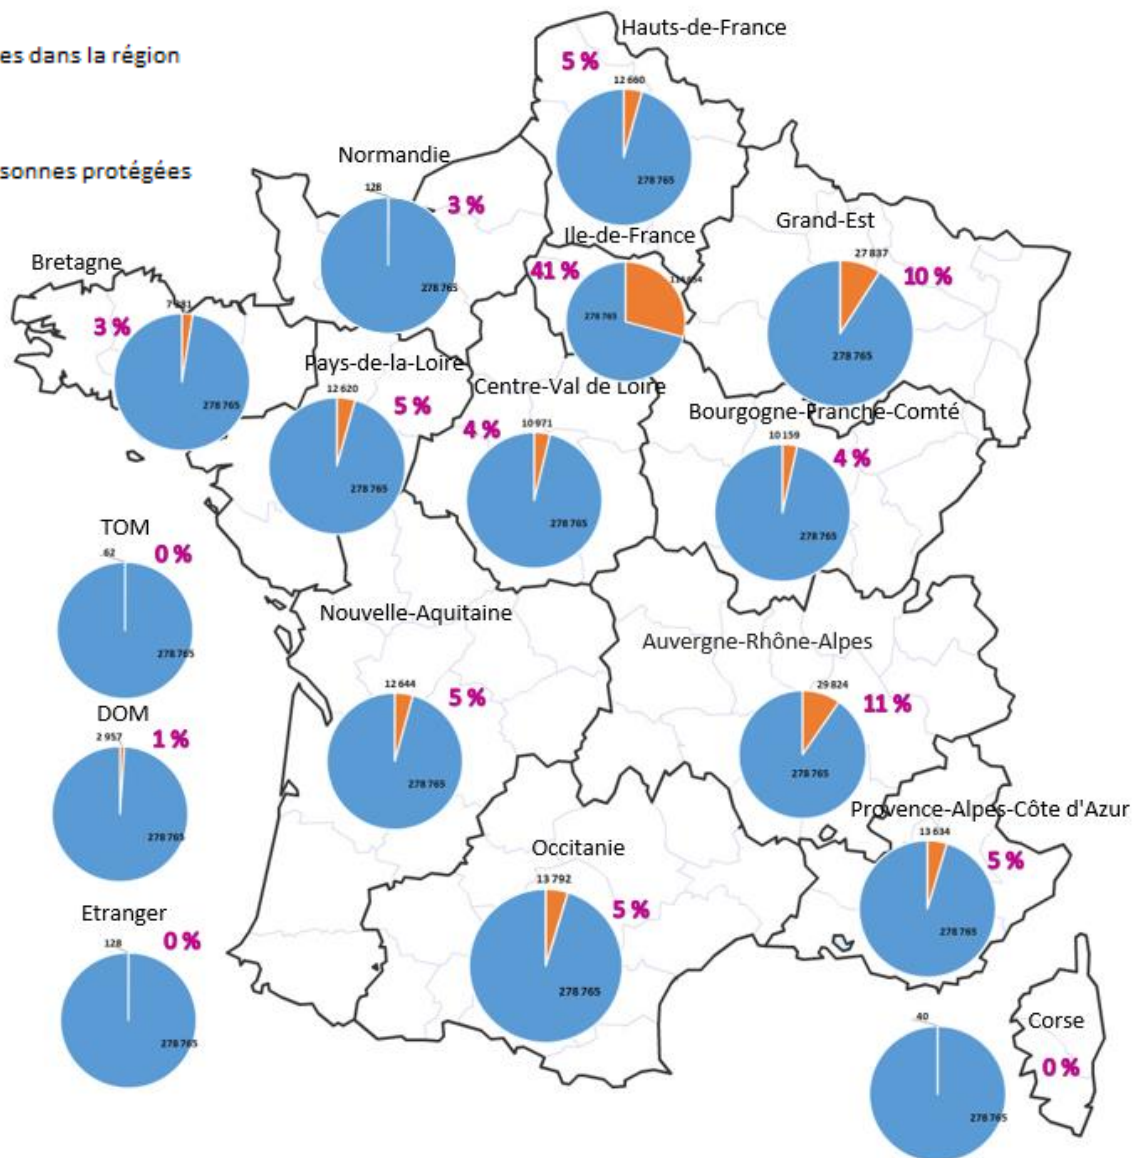 es dans la région
sonnes protégées
Hauts-de-France
5 %
12 660
278 765
Normandie
128
3 %
278 765
Ile-de-France
41 %
278 765
Grand-Est
27 837
10 %
278 765
Bretagne
3 %
278 765
Pays-de-la-Loire
12 620
5 %
278 765
Centre-Val de Loire
4 %
10 971
278 765
Bourgogne-Franche-Comté
10 159
4 %
278 765
TOM
62
0 %
278 765
Nouvelle-Aquitaine
12 644
5 %
278 765
Auvergne-Rhône-Alpes
29 824
11 %
278 765
DOM
2 957
1 %
278 765
Provence-Alpes-Côte d'Azur
13 634
5 %
278 765
Occitanie
13 792
5 %
278 765
Etranger
128
0 %
278 765
Corse
40
0 %
278 765